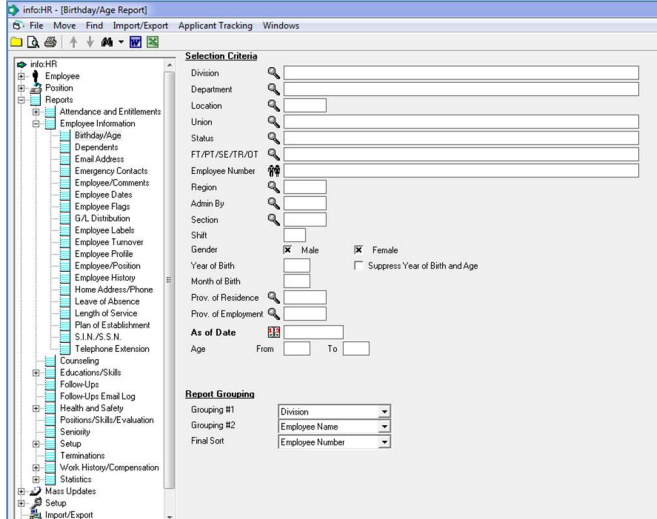 info:HR - [Birthday/Age Report]
File Move Find Import/Export Applicant Tracking Windows
info:HR
Employee
Position
Reports
Attendance and Entitlements
Employee Information
Birthday/Age
Dependents
Email Address
Emergency Contacts
Employee/Comments
Employee Dates
Employee Flags
G/L Distribution
Employee Labels
Employee Turnover
Employee Profile
Employee/Position
Employee History
Home Address/Phone
Leave of Absence
Length of Service
Plan of Establishment
S.I.N./S.S.N.
Telephone Extension
Counseling
Educations/Skills
Follow-Ups
Follow-Ups Email Log
Health and Safety
Positions/Skills/Evaluation
Seniority
Setup
Terminations
Work History/Compensation
Statistics
Mass Updates
Setup
Import/Export
Selection Criteria
Division
Department
Location
Union
Status
FT/PT/SE/TR/OT
Employee Number
Region
Admin By
Section
Shift
Gender Male Female
Year of Birth Suppress Year of Birth and Age
Month of Birth
Prov. of Residence
Prov. of Employment
As of Date
Age From To
Report Grouping
Grouping #1 Division
Grouping #2 Employee Name
Final Sort Employee Number